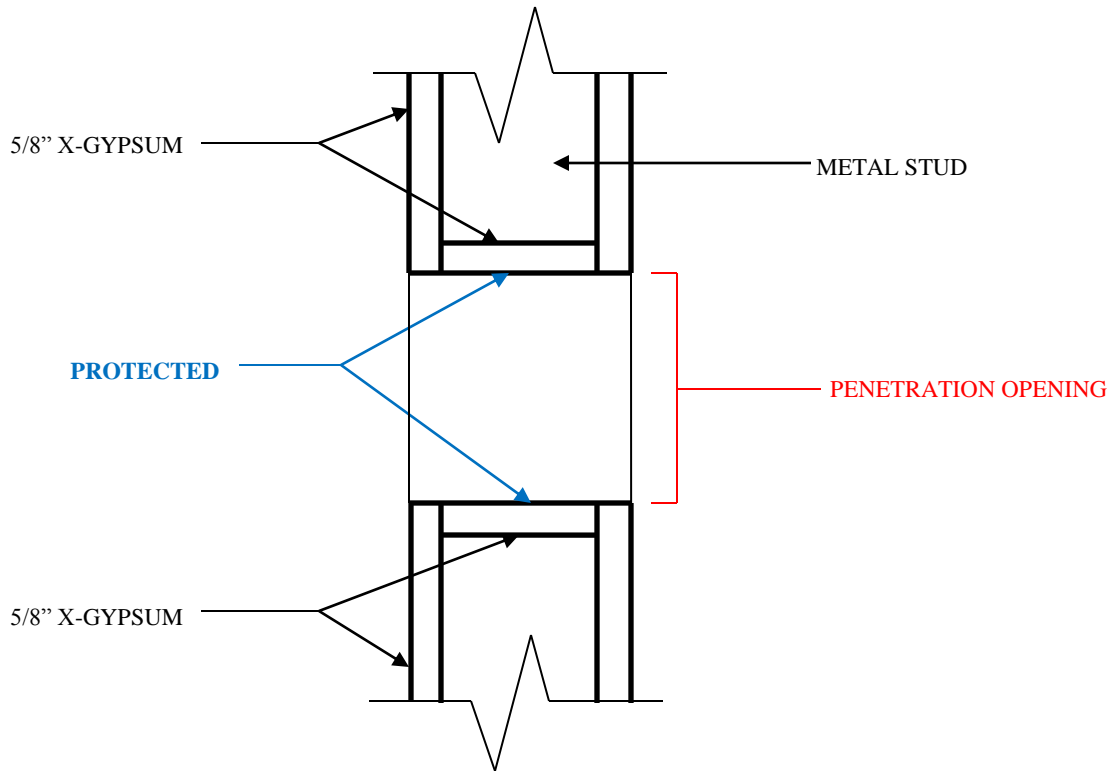 5/8” X-GYPSUM
METAL STUD
PROTECTED
PENETRATION OPENING
5/8” X-GYPSUM